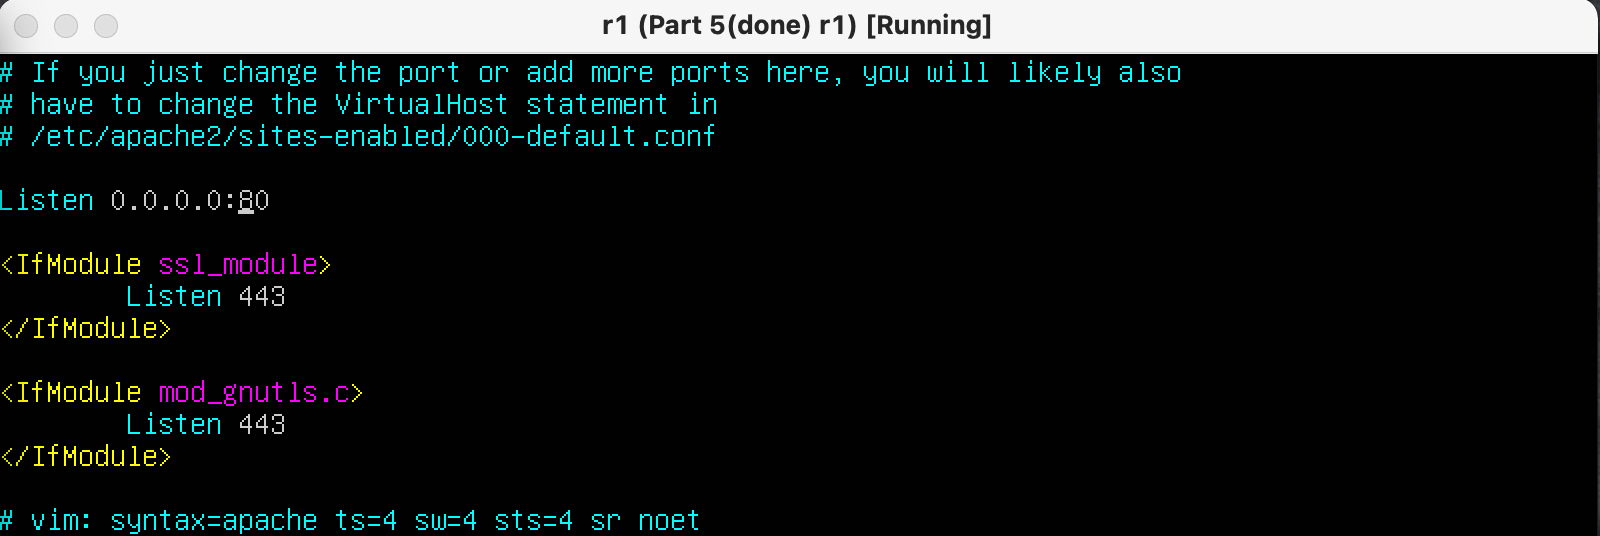 r1 (Part 5(done) r1) [Running]
# If you just change the port or add more ports here, you will likely also
# have to change the VirtualHost statement in
# /etc/apache2/sites-enabled/000-default.conf
Listen 0.0.0.0:80
<IfModule ssl_module>
        Listen 443
</IfModule>
<IfModule mod_gnutls.c>
        Listen 443
</IfModule>
# vim: syntax=apache ts=4 sw=4 sts=4 sr noet